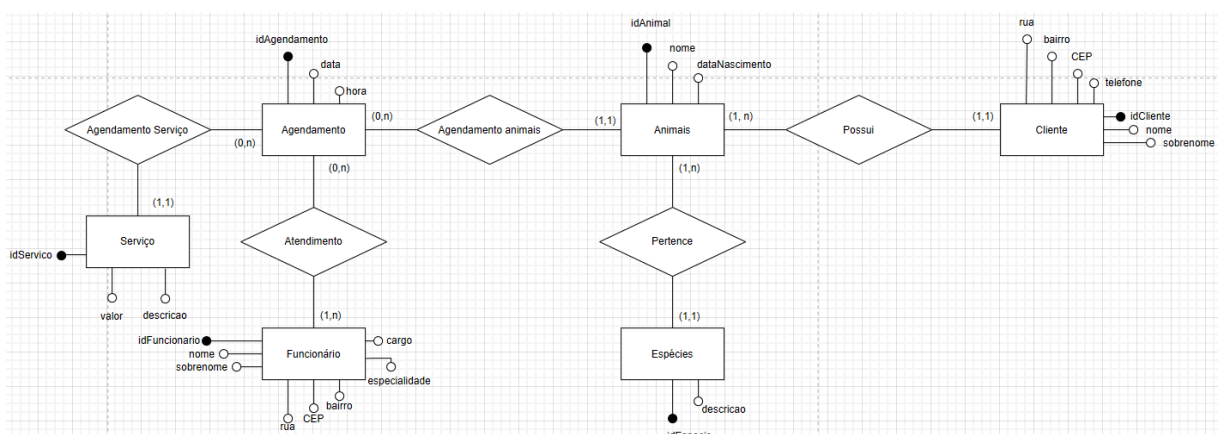 rua
idAnimal
bairro
idAgendamento
nome
CEP
data
dataNascimento
telefone
hora
(0,n)
(1,1)
(1, n)
(1,1)
idCliente
Agendamento Serviço
Agendamento
Agendamento animais
Animais
Possui
Cliente
nome
(0,n)
sobrenome
(0,n)
(1,n)
(1,1)
Serviço
Atendimento
Pertence
idServico
valor
descricao
(1,n)
(1,1)
idFuncionario
cargo
nome
Funcionário
Espécies
sobrenome
especialidade
bairro
descricao
rua
CEP